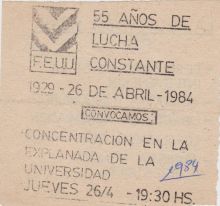 55 AÑOS DE
LUCHA
F.E.U.U. CONSTANTE
1929 - 26 DE ABRIL - 1984
CONVOCAMOS:
CONCENTRACION EN LA
EXPLANADA DE LA
UNIVERSIDAD
1984
JUEVES 26/4 - 19:30 HS.